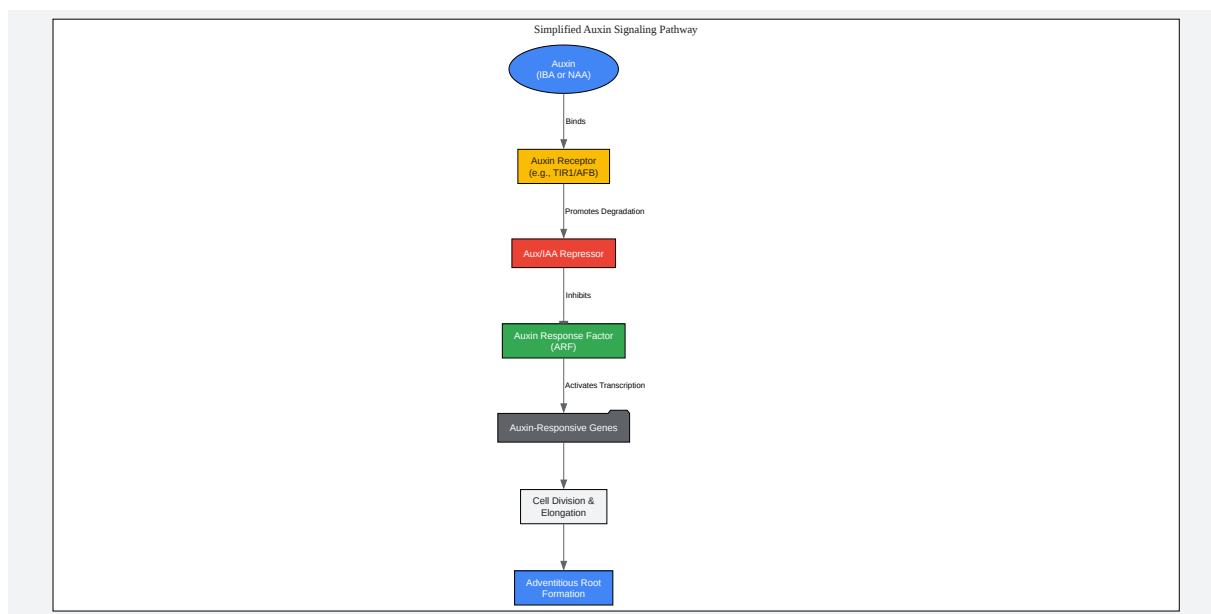 Simplified Auxin Signaling Pathway
Auxin
(IBA or NAA)
Binds
Auxin Receptor
(e.g., TIR1/AFB)
Promotes Degradation
Aux/IAA Repressor
Inhibits
Auxin Response Factor
(ARF)
Activates Transcription
Auxin-Responsive Genes
Cell Division &
Elongation
Adventitious Root
Formation